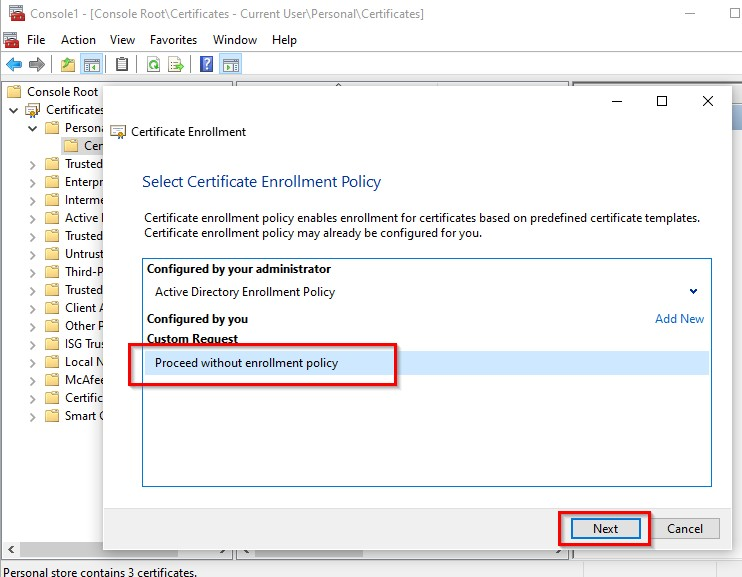 Console1 - [Console Root\Certificates - Current User\Personal\Certificates]
File Action View Favorites Window Help
Console Root
Certificates
Persona
Cer
Trusted
Enterpr
Interme
Active
Trusted
Untrust
Third-P
Trusted
Client A
Other P
ISG Trus
Local N
McAfee
Certific
Smart C
Certificate Enrollment
Select Certificate Enrollment Policy
Certificate enrollment policy enables enrollment for certificates based on predefined certificate templates.
Certificate enrollment policy may already be configured for you.
Configured by your administrator
Active Directory Enrollment Policy
Configured by you
Add New
Custom Request
Proceed without enrollment policy
Next
Cancel
Personal store contains 3 certificates.